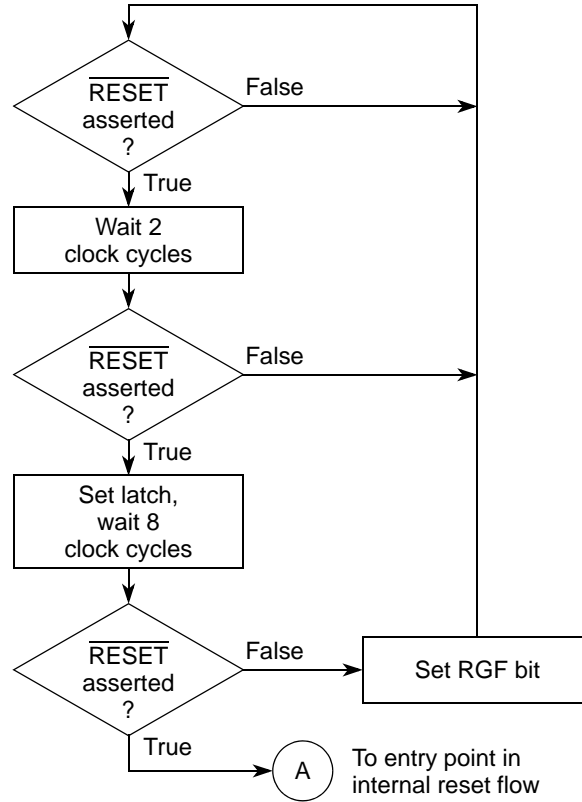 RESET
asserted
?
False
True
Wait 2
clock cycles
RESET
asserted
?
False
True
Set latch,
wait 8
clock cycles
RESET
asserted
?
False
Set RGF bit
True
A
To entry point in
internal reset flow